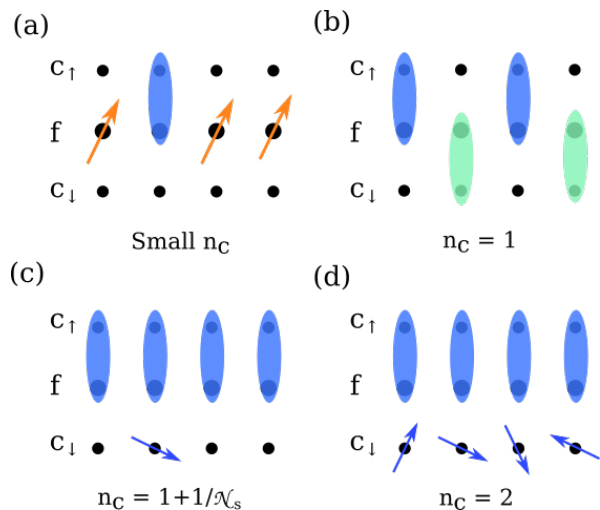 (a)
c↑
f
c↓
Small n_C
(b)
c↑
f
c↓
n_C = 1
(c)
c↑
f
c↓
n_C = 1+1/𝒩_s
(d)
c↑
f
c↓
n_C = 2